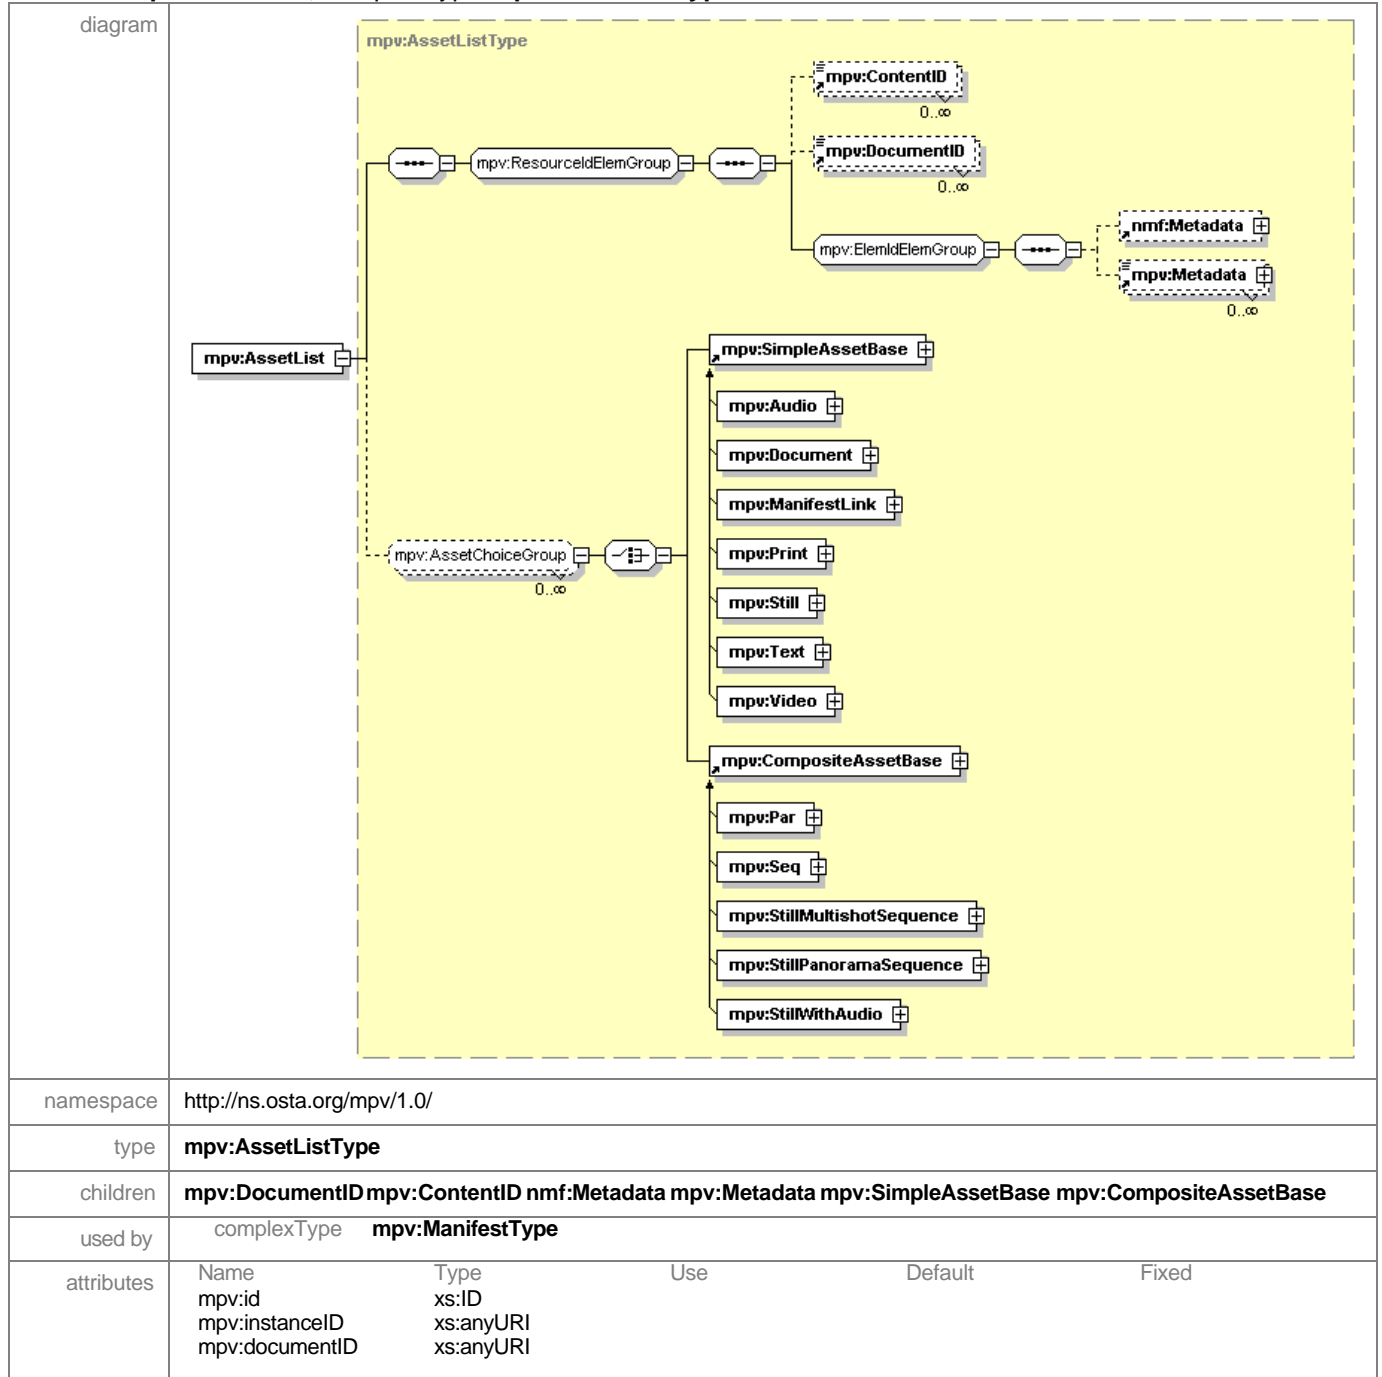 diagram
mpv:AssetListType
mpv:ContentID
0..∞
mpv:DocumentID
0..∞
mpv:ResourceIdElemGroup
mpv:ElemIdElemGroup
nmf:Metadata
mpv:Metadata
0..∞
mpv:AssetList
mpv:SimpleAssetBase
mpv:Audio
mpv:Document
mpv:ManifestLink
mpv:AssetChoiceGroup
0..∞
mpv:Print
mpv:Still
mpv:Text
mpv:Video
mpv:CompositeAssetBase
mpv:Par
mpv:Seq
mpv:StillMultishotSequence
mpv:StillPanoramaSequence
mpv:StillWithAudio
namespace http://ns.osta.org/mpv/1.0/
type mpv:AssetListType
children mpv:DocumentID mpv:ContentID nmf:Metadata mpv:Metadata mpv:SimpleAssetBase mpv:CompositeAssetBase
used by complexType mpv:ManifestType
attributes Name Type Use Default Fixed
mpv:id xs:ID
mpv:instanceID xs:anyURI
mpv:documentID xs:anyURI